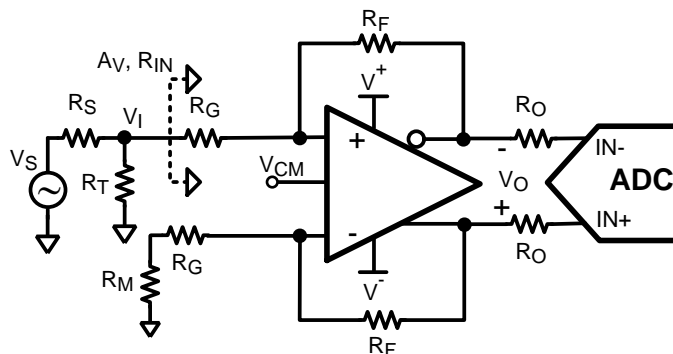 R_F
A_V, R_IN
V^+
R_S
V_I
R_G
R_O
+
-
IN-
V_S
R_T
V_CM
V_O
ADC
+
IN+
-
R_G
R_O
R_M
V^-
R_F